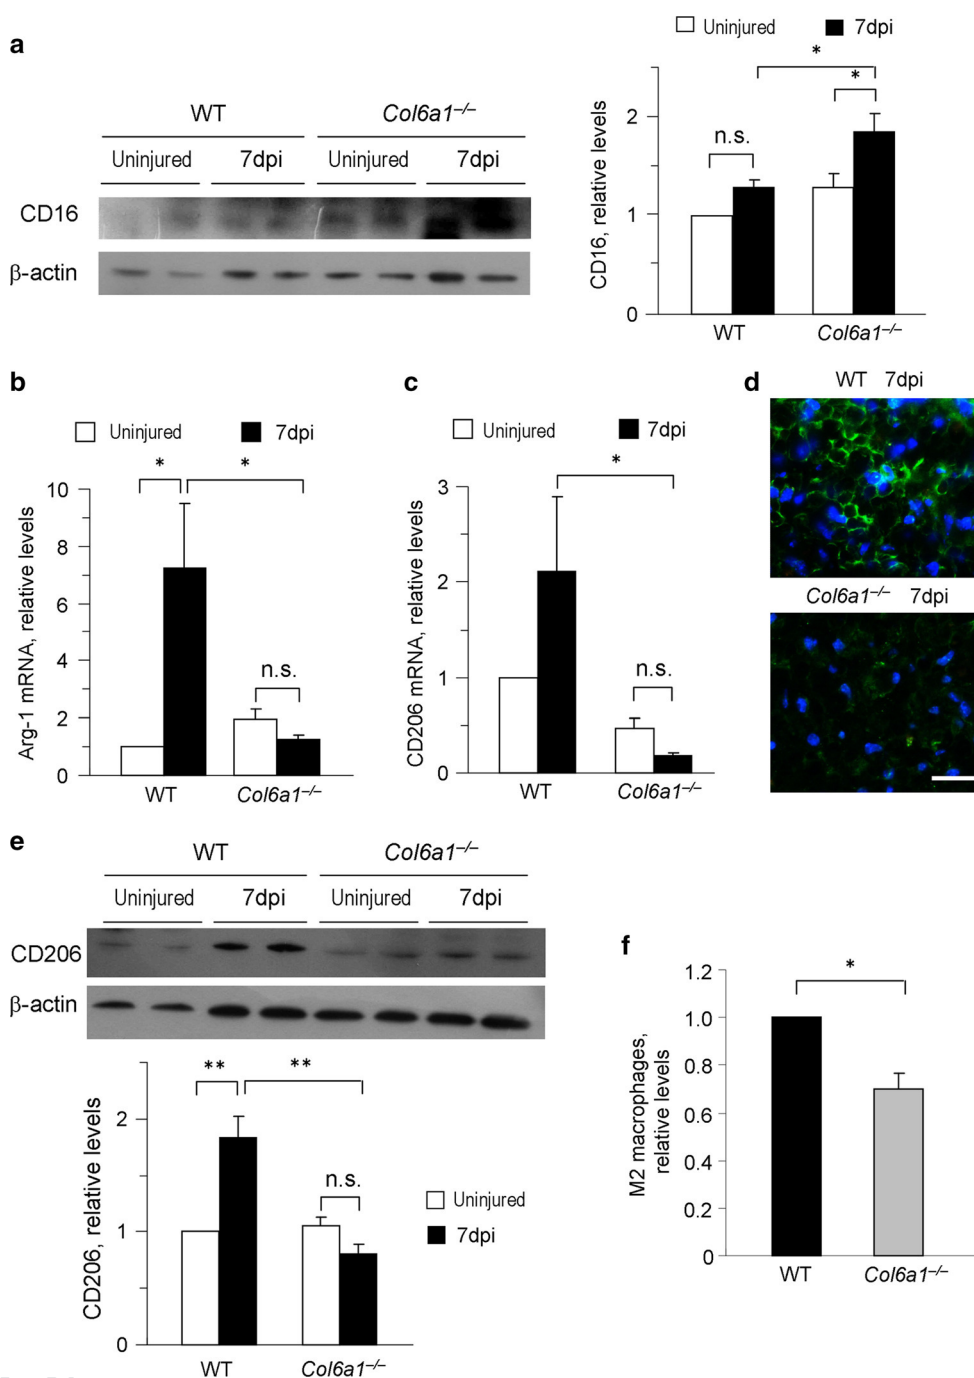 a
Uninjured 7dpi
WT Col6a1–/–
Uninjured 7dpi Uninjured 7dpi
CD16
β-actin
CD16, relative levels
2
1
0
n.s.
*
*
WT Col6a1–/–
b
Uninjured 7dpi
Arg-1 mRNA, relative levels
10
8
6
4
2
0
*
*
n.s.
WT Col6a1–/–
c
Uninjured 7dpi
CD206 mRNA, relative levels
3
2
1
0
*
n.s.
WT Col6a1–/–
d
WT 7dpi
Col6a1–/– 7dpi
e
WT Col6a1–/–
Uninjured 7dpi Uninjured 7dpi
CD206
β-actin
CD206, relative levels
2
1
0
**
**
n.s.
Uninjured
7dpi
WT Col6a1–/–
f
M2 macrophages,
relative levels
1.2
1.0
0.8
0.6
0.4
0.2
0
*
WT Col6a1–/–